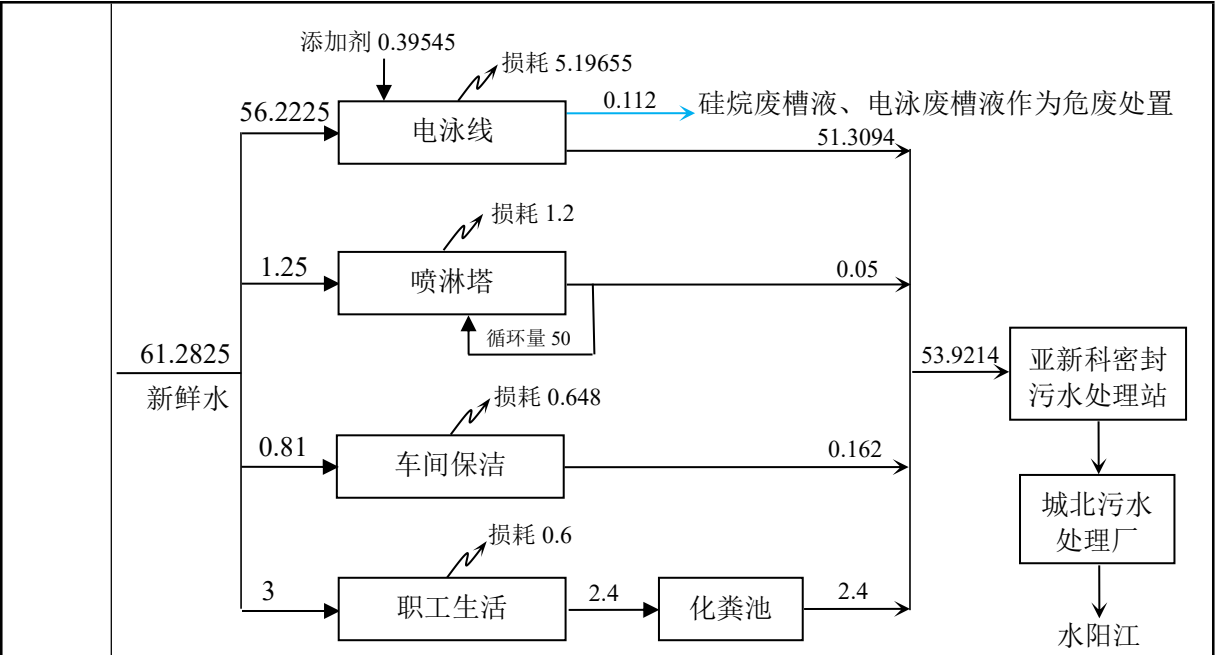 添加剂 0.39545
损耗 5.19655
56.2225
电泳线
0.112
硅烷废槽液、电泳废槽液作为危废处置
51.3094
损耗 1.2
1.25
喷淋塔
0.05
循环量 50
61.2825
新鲜水
53.9214
亚新科密封
污水处理站
损耗 0.648
0.81
车间保洁
0.162
城北污水
处理厂
损耗 0.6
3
职工生活
2.4
化粪池
2.4
水阳江